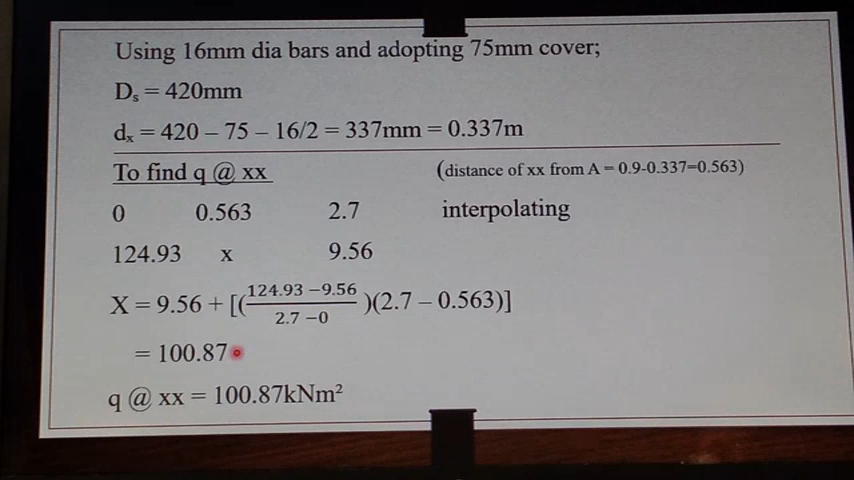 Using 16mm dia bars and adopting 75mm cover;
Dₛ = 420mm
dₓ = 420 – 75 – 16/2 = 337mm = 0.337m
To find q @ xx (distance of xx from A = 0.9-0.337=0.563)
0 0.563 2.7 interpolating
124.93 x 9.56
X = 9.56 + [(124.93 –9.56 / 2.7 –0)(2.7 – 0.563)]
= 100.87
q @ xx = 100.87kNm²